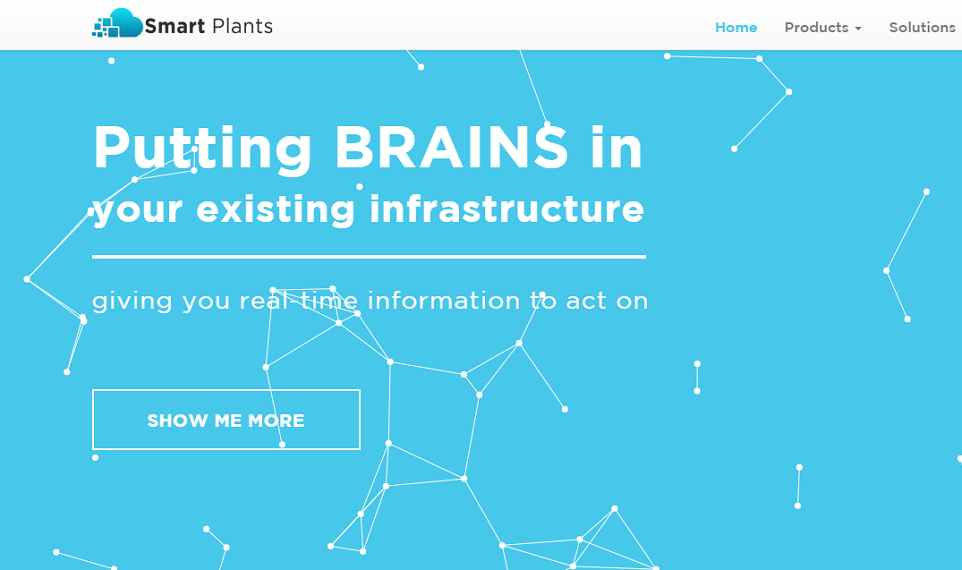 Smart Plants
Home Products Solutions
Putting BRAINS in
your existing infrastructure
giving you real-time information to act on
SHOW ME MORE